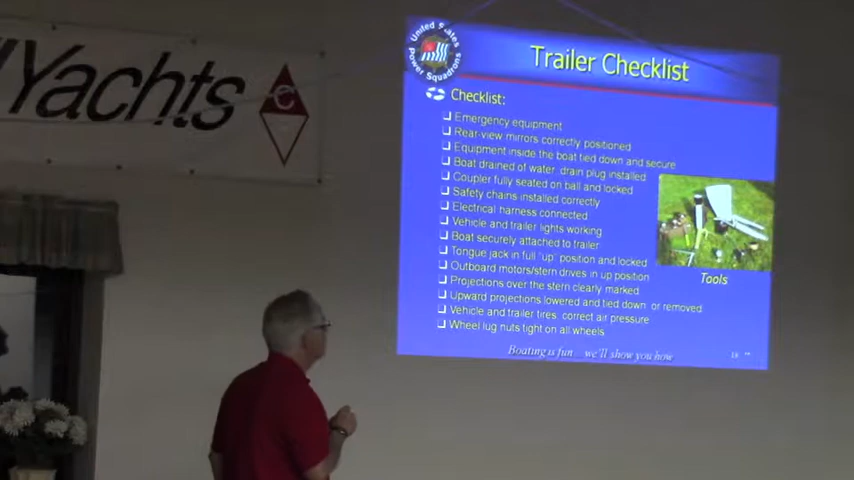 Yachts
C
United States
Power Squadrons
Trailer Checklist
Checklist:
Emergency equipment
Rear-view mirrors correctly positioned
Equipment inside the boat tied down and secure
Boat drained of water drain plug installed
Coupler fully seated on ball and locked
Safety chains installed correctly
Electrical harness connected
Vehicle and trailer lights working
Boat securely attached to trailer
Tongue jack in full "up" position and locked
Outboard motors/stern drives in up position
Projections over the stern clearly marked
Upward projections lowered and tied down or removed
Vehicle and trailer tires correct air pressure
Wheel lug nuts tight on all wheels
Tools
Boating is fun...we'll show you how